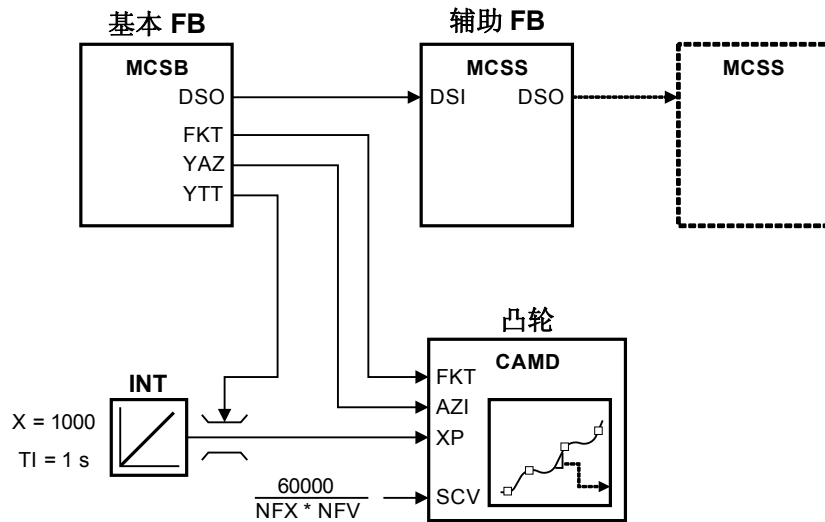 基本 FB
辅助 FB
MCSB
MCSS
MCSS
DSO
DSI
DSO
FKT
YAZ
YTT
凸轮
CAMD
INT
FKT
AZI
XP
SCV
X = 1000
TI = 1 s
60000
NFX * NFV